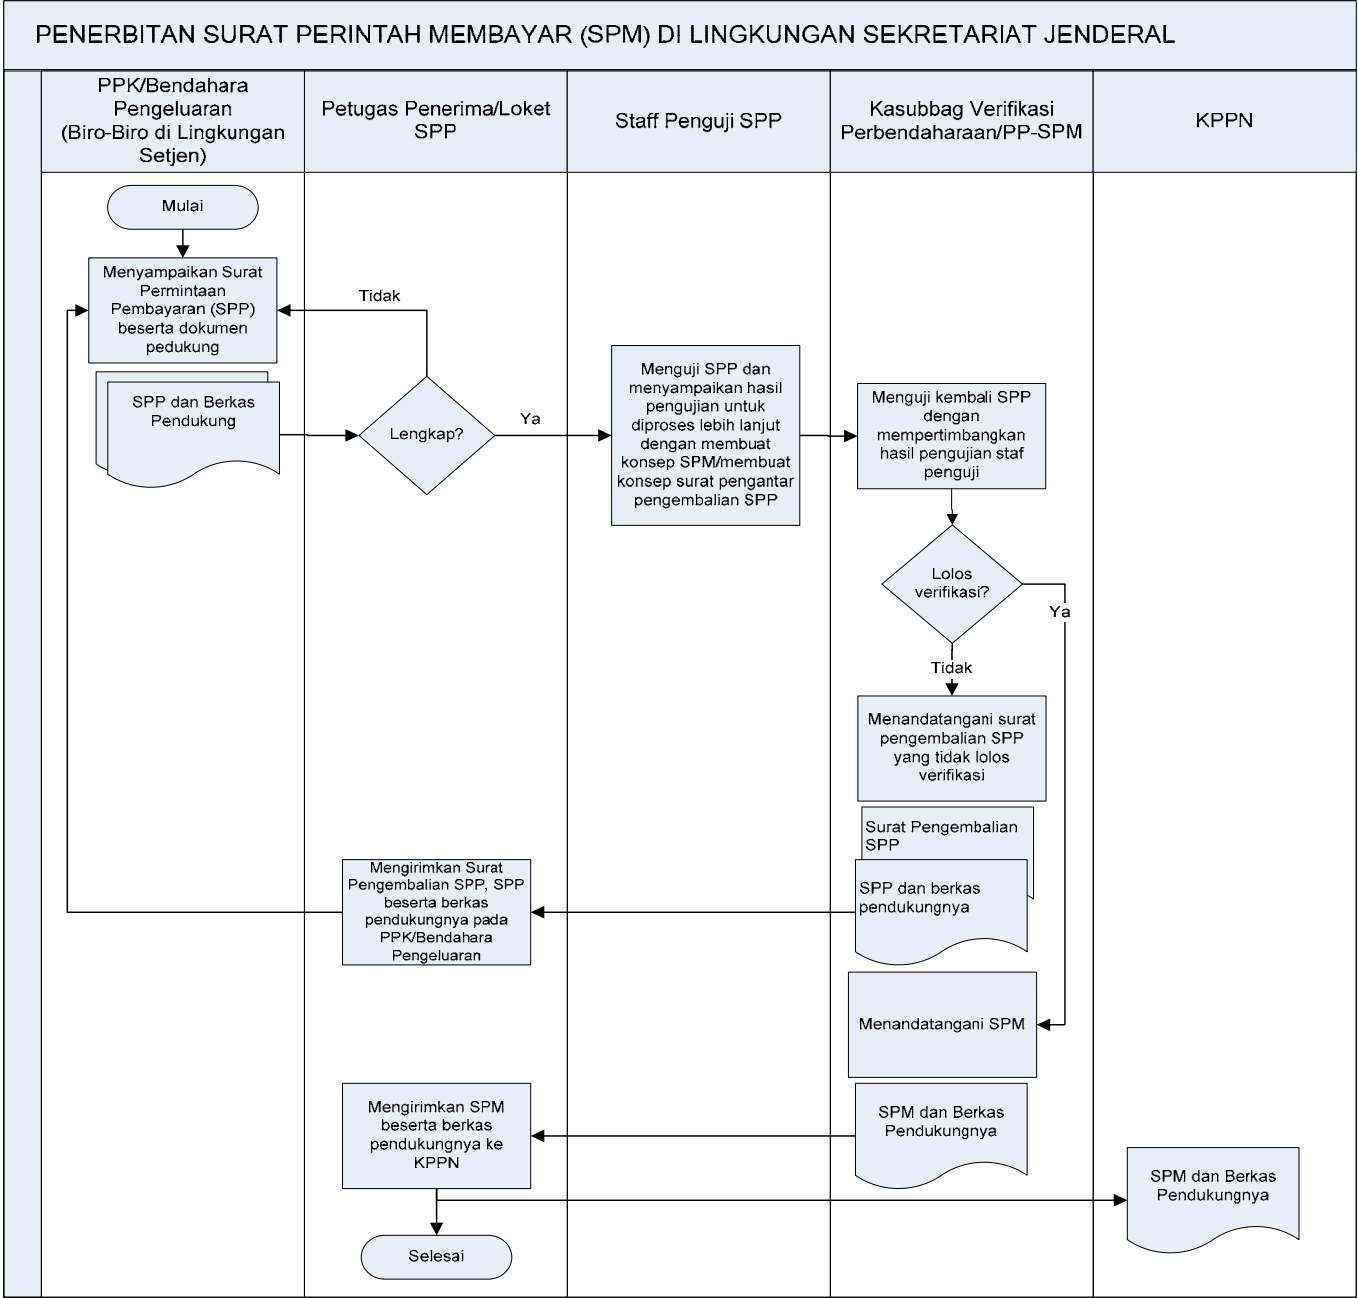 PENERBITAN SURAT PERINTAH MEMBAYAR (SPM) DI LINGKUNGAN SEKRETARIAT JENDERAL
PPK/Bendahara
Pengeluaran
(Biro-Biro di Lingkungan
Setjen)
Petugas Penerima/Loket
SPP
Staff Penguji SPP
Kasubbag Verifikasi
Perbendaharaan/PP-SPM
KPPN
Mulai
Menyampaikan Surat
Permintaan
Pembayaran (SPP)
beserta dokumen
pedukung
Tidak
SPP dan Berkas
Pendukung
Lengkap?
Ya
Menguji SPP dan
menyampaikan hasil
pengujian untuk
diproses lebih lanjut
dengan membuat
konsep SPM/membuat
konsep surat pengantar
pengembalian SPP
Menguji kembali SPP
dengan
mempertimbangkan
hasil pengujian staf
penguji
Lolos
verifikasi?
Ya
Tidak
Menandatangani surat
pengembalian SPP
yang tidak lolos
verifikasi
Surat Pengembalian
SPP
SPP dan berkas
pendukungnya
Mengirimkan Surat
Pengembalian SPP, SPP
beserta berkas
pendukungnya pada
PPK/Bendahara
Pengeluaran
Menandatangani SPM
SPM dan Berkas
Pendukungnya
Mengirimkan SPM
beserta berkas
pendukungnya ke
KPPN
SPM dan Berkas
Pendukungnya
Selesai